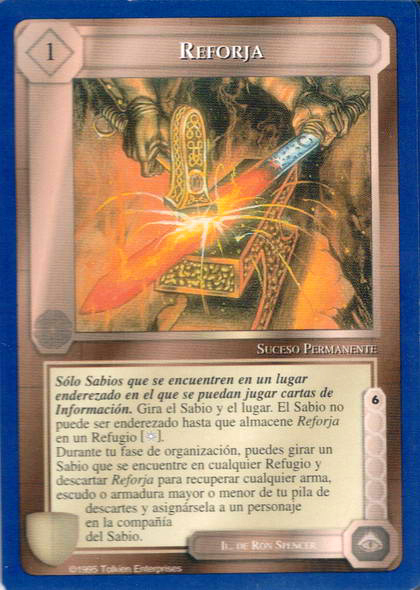 1
REFORJA
SUCESO PERMANENTE
Sólo Sabios que se encuentren en un lugar
enderezado en el que se puedan jugar cartas de
Información. Gira el Sabio y el lugar. El Sabio no
puede ser enderezado hasta que almacene Reforja
en un Refugio [ ].
Durante tu fase de organización, puedes girar un
Sabio que se encuentre en cualquier Refugio y
descartar Reforja para recuperar cualquier arma,
escudo o armadura mayor o menor de tu pila de
descartes y asignársela a un personaje
en la compañía
del Sabio.
6
IL. DE RON SPENCER
©1995 Tolkien Enterprises